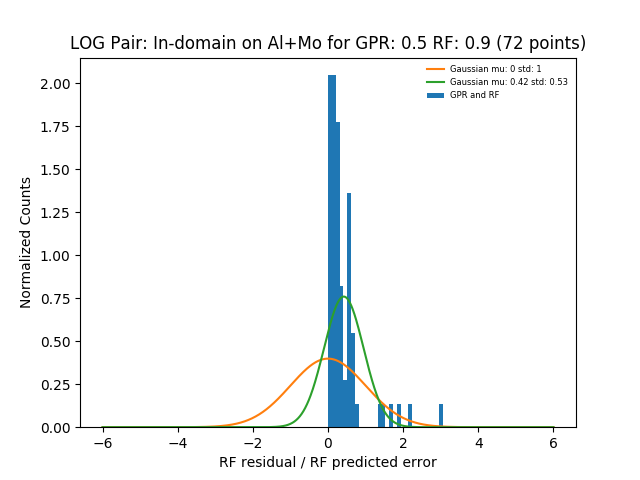 LOG Pair: In-domain on Al+Mo for GPR: 0.5 RF: 0.9 (72 points)
Gaussian mu: 0 std: 1
Gaussian mu: 0.42 std: 0.53
GPR and RF
2.00
1.75
1.50
1.25
1.00
0.75
0.50
0.25
0.00
Normalized Counts
−6 −4 −2 0 2 4 6
RF residual / RF predicted error